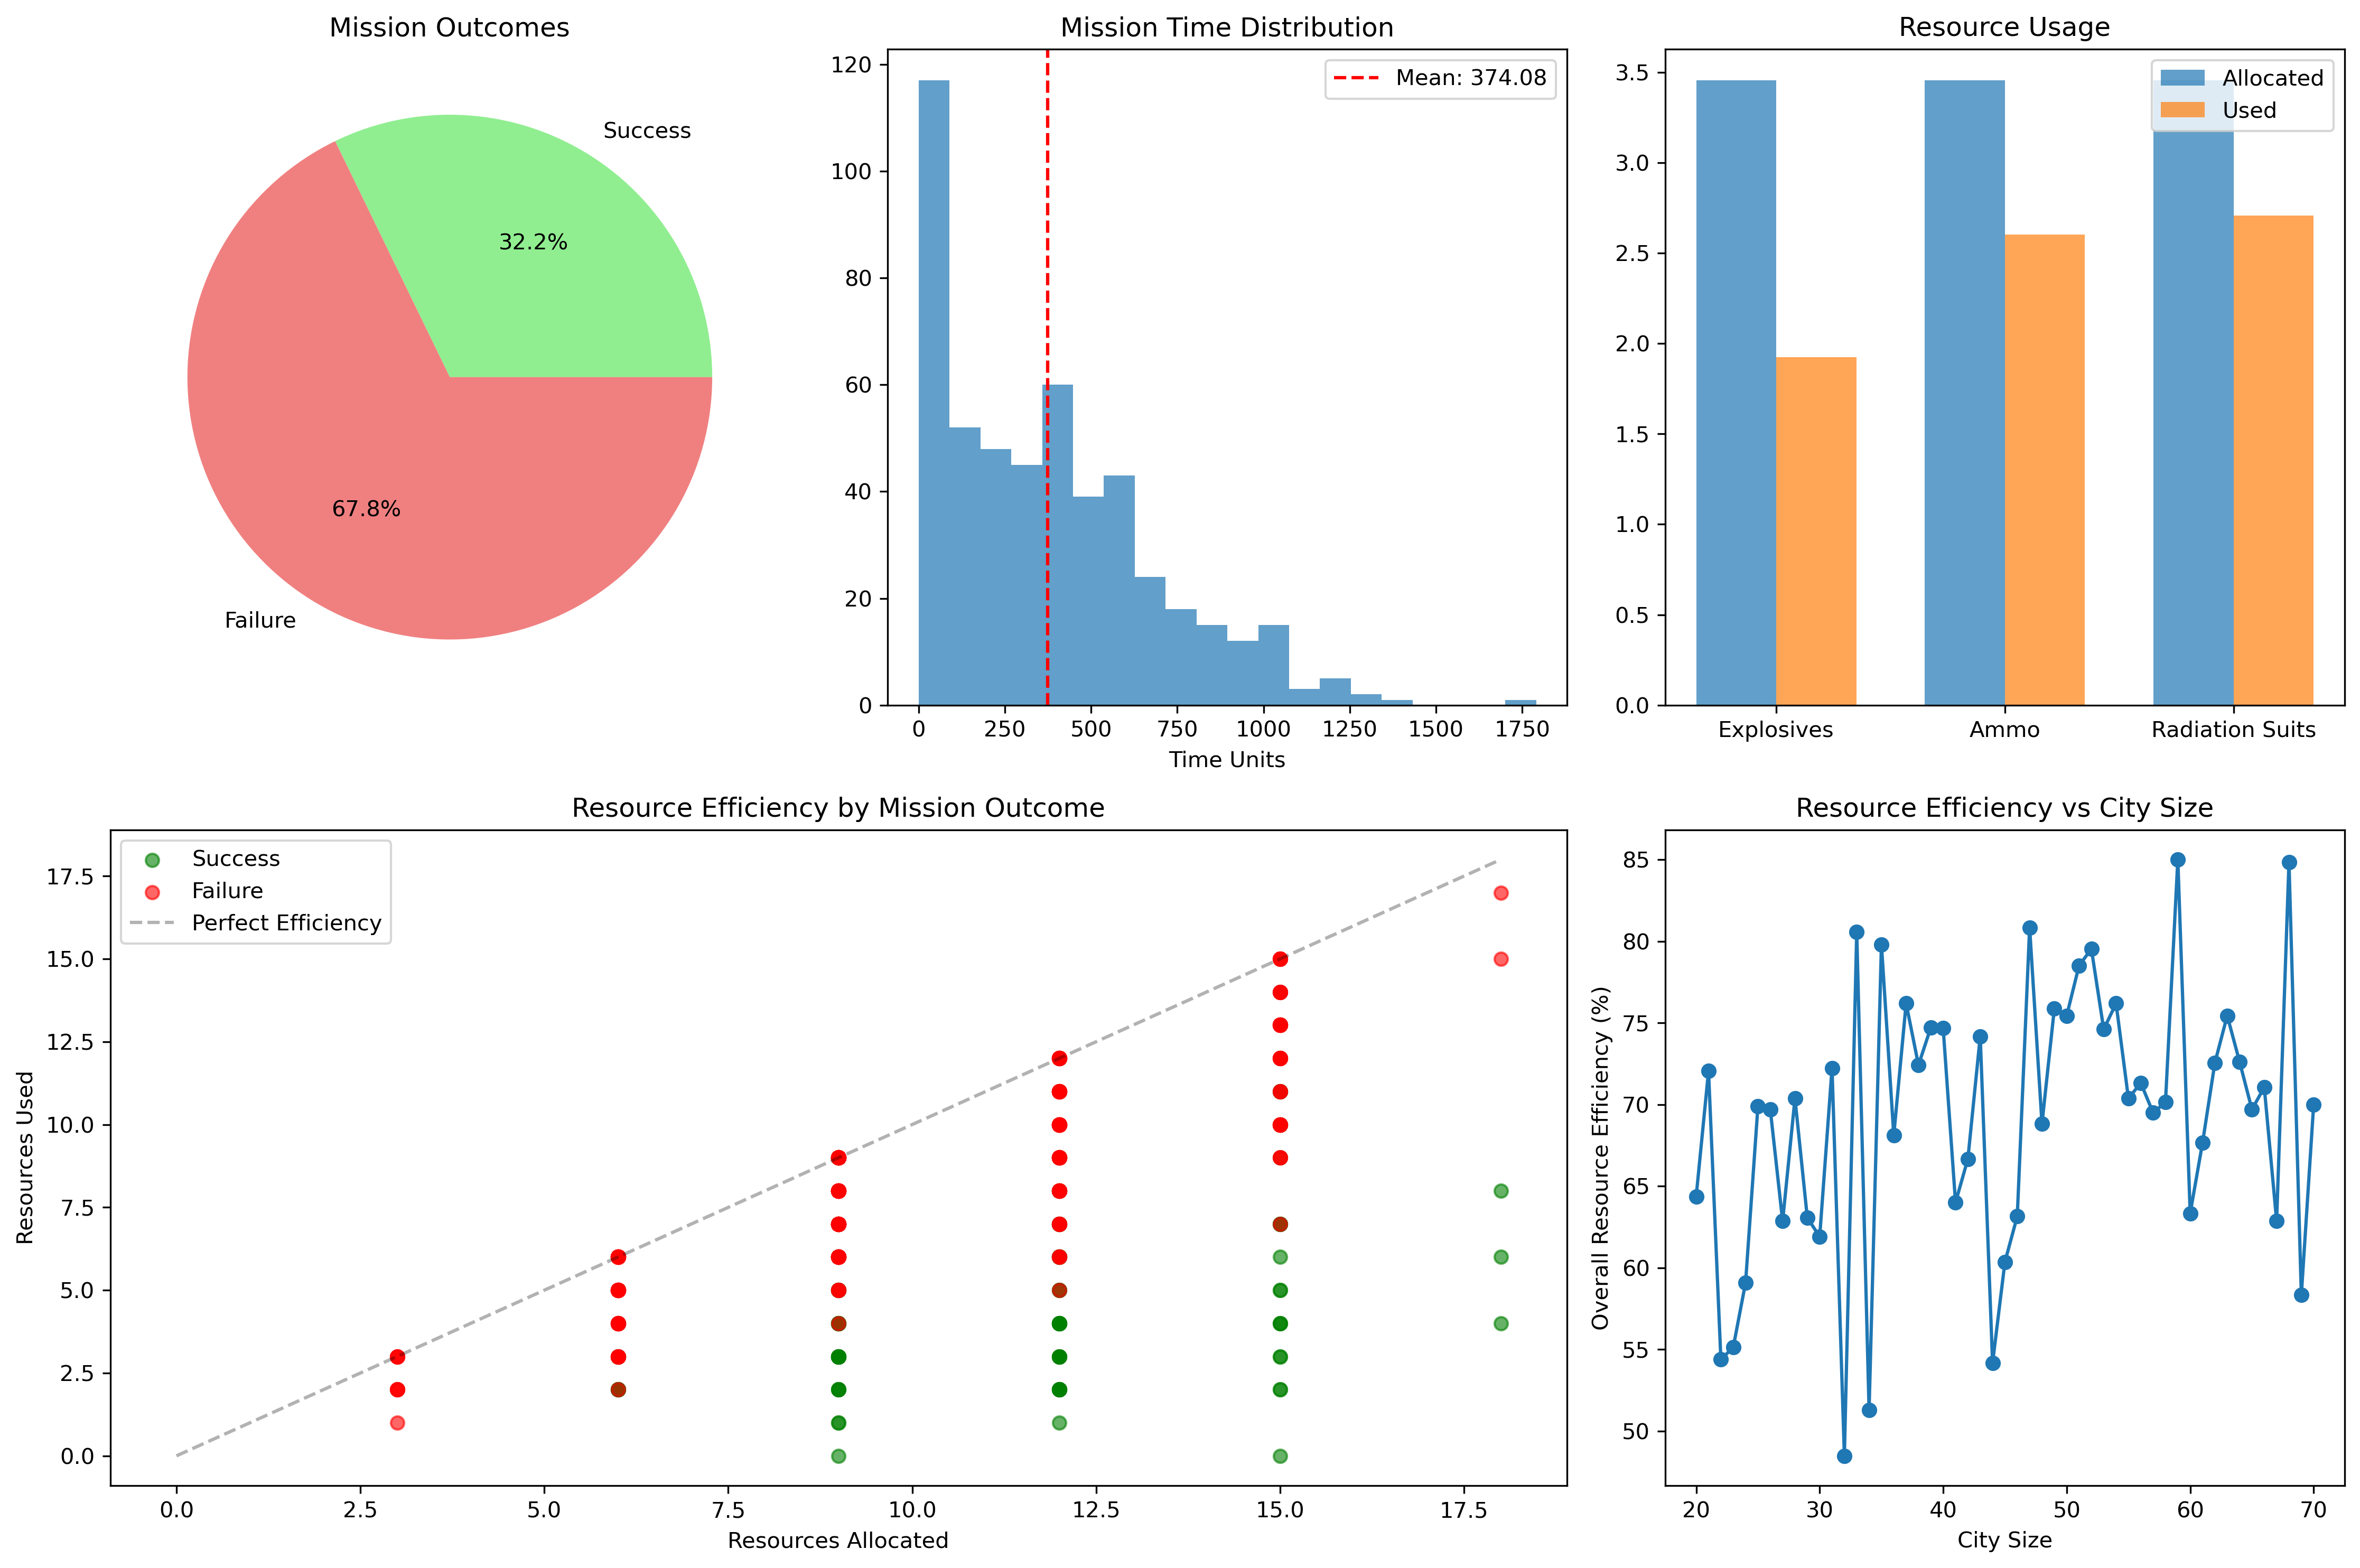 Mission Outcomes
Success
32.2%
67.8%
Failure
Mission Time Distribution
Mean: 374.08
120
100
80
60
40
20
0
0 250 500 750 1000 1250 1500 1750
Time Units
Resource Usage
Allocated
Used
3.5
3.0
2.5
2.0
1.5
1.0
0.5
0.0
Explosives Ammo Radiation Suits
Resource Efficiency by Mission Outcome
Success
Failure
Perfect Efficiency
Resources Used
17.5
15.0
12.5
10.0
7.5
5.0
2.5
0.0
0.0 2.5 5.0 7.5 10.0 12.5 15.0 17.5
Resources Allocated
Resource Efficiency vs City Size
Overall Resource Efficiency (%)
85
80
75
70
65
60
55
50
20 30 40 50 60 70
City Size